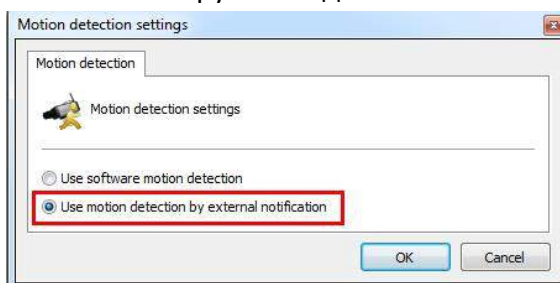 Motion detection settings
Motion detection
Motion detection settings
Use software motion detection
Use motion detection by external notification
OK
Cancel